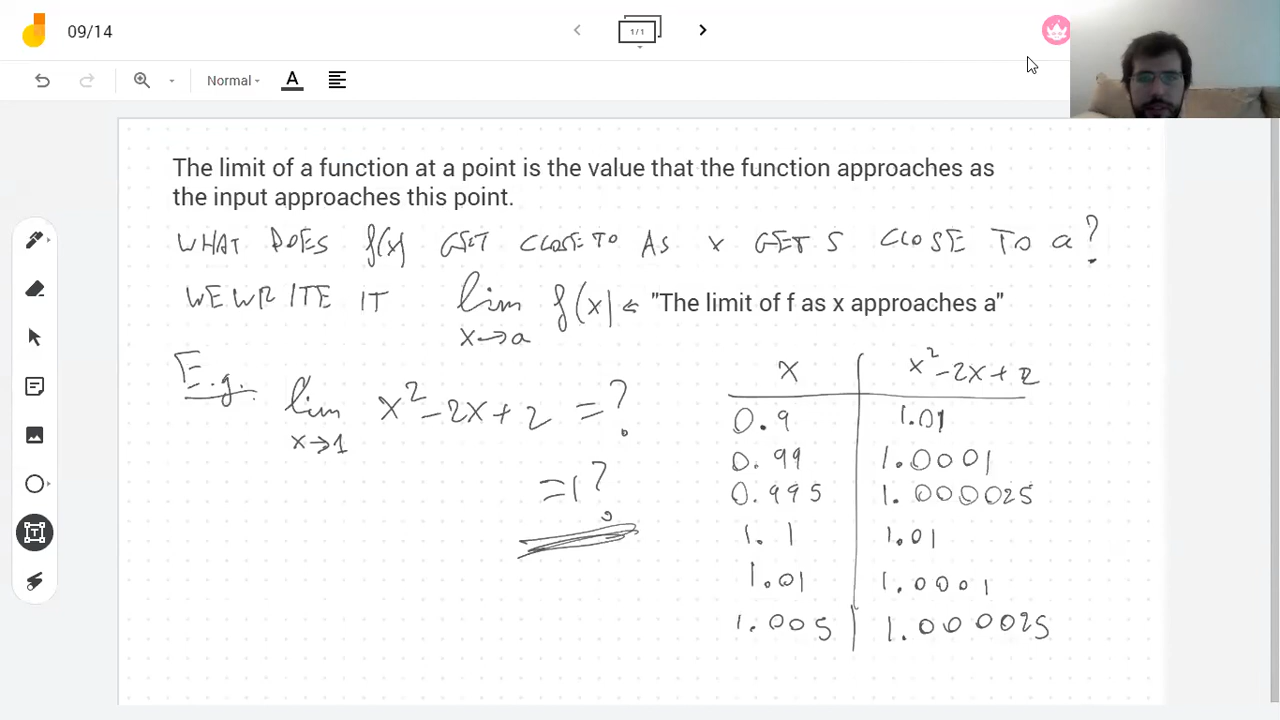 09/14
1/1
Normal
A
The limit of a function at a point is the value that the function approaches as
the input approaches this point.
WHAT DOES f(x) GET CLOSE TO AS x GETS CLOSE TO a?
WE WRITE IT lim f(x) ← "The limit of f as x approaches a"
x→a
E.g. lim x²-2x+2 =?
x→1
=1?
x | x²-2x+2
0.9 | 1.01
0.99 | 1.0001
0.995 | 1.000025
1.1 | 1.01
1.01 | 1.0001
1.005 | 1.000025